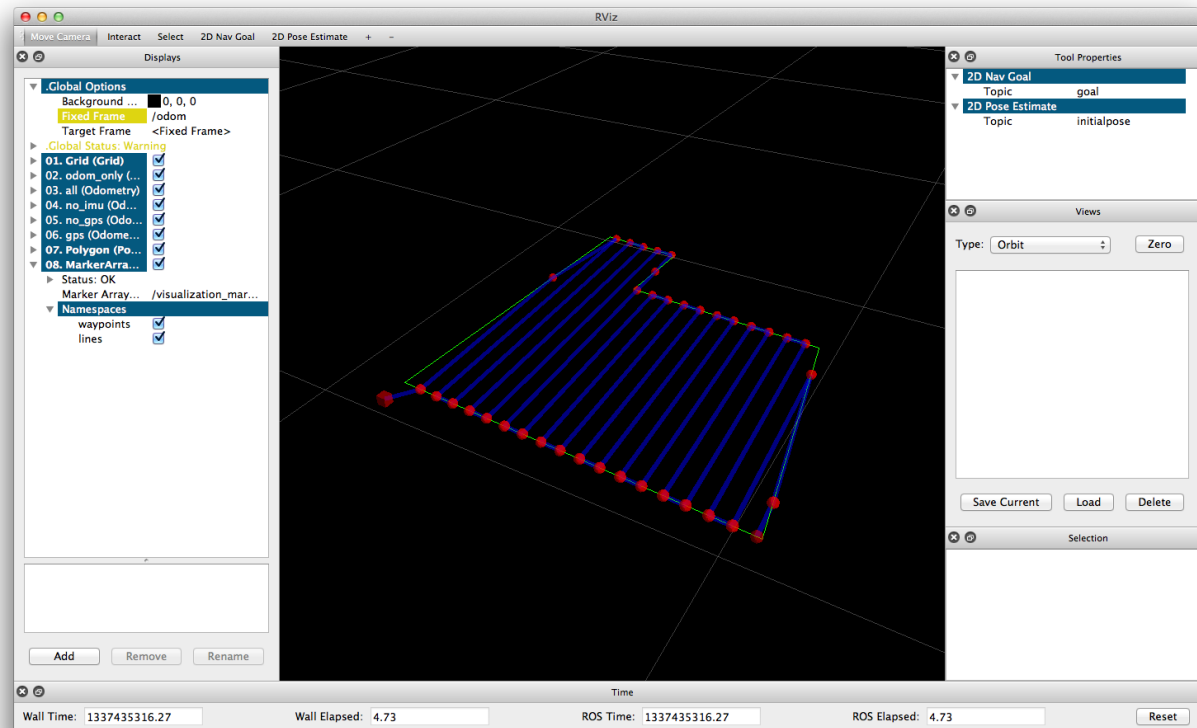 RViz
Move Camera Interact Select 2D Nav Goal 2D Pose Estimate + −
Displays
.Global Options
Background ... 0, 0, 0
Fixed Frame /odom
Target Frame <Fixed Frame>
.Global Status: Warning
01. Grid (Grid)
02. odom_only (...
03. all (Odometry)
04. no_imu (Od...
05. no_gps (Odo...
06. gps (Odome...
07. Polygon (Po...
08. MarkerArra...
Status: OK
Marker Array... /visualization_mar...
Namespaces
waypoints
lines
Add Remove Rename
Tool Properties
2D Nav Goal
Topic goal
2D Pose Estimate
Topic initialpose
Views
Type: Orbit Zero
Save Current Load Delete
Selection
Time
Wall Time: 1337435316.27 Wall Elapsed: 4.73 ROS Time: 1337435316.27 ROS Elapsed: 4.73 Reset